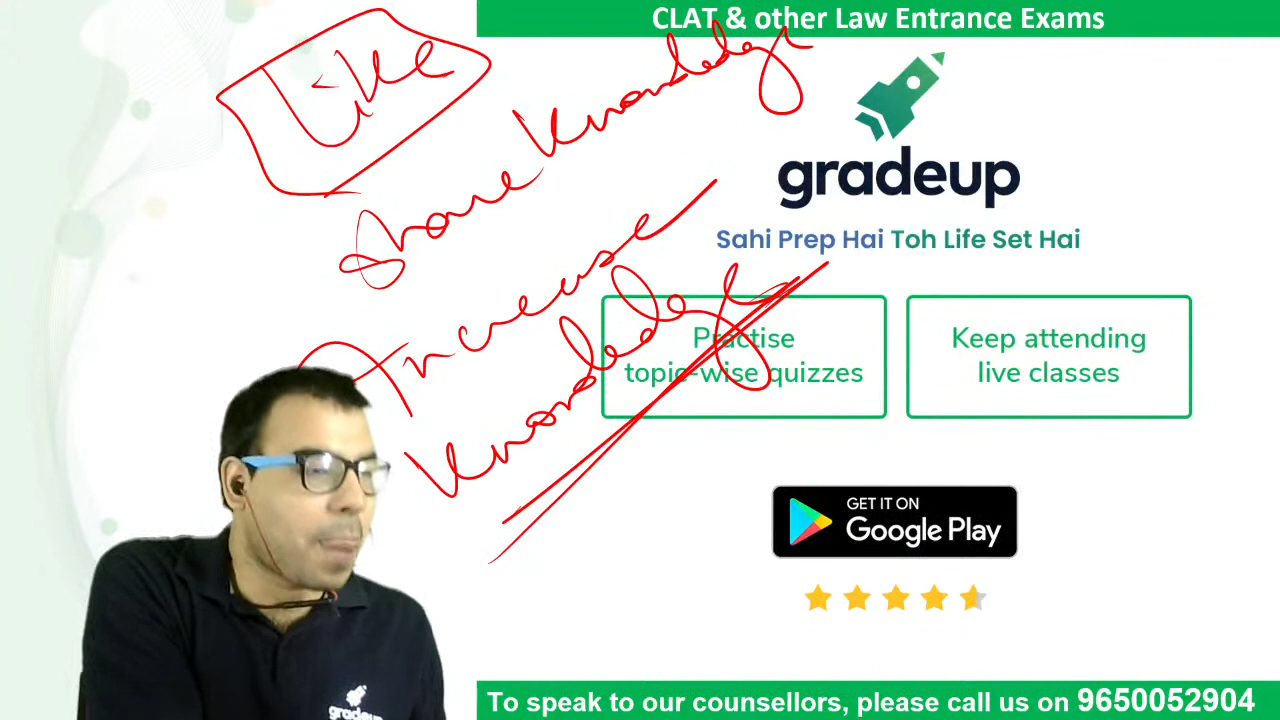 CLAT & other Law Entrance Exams
Like
Share Knowledge
gradeup
Sahi Prep Hai Toh Life Set Hai
Increase
Knowledge
Practise
topic-wise quizzes
Keep attending
live classes
GET IT ON
Google Play
gradeup
To speak to our counsellors, please call us on 9650052904